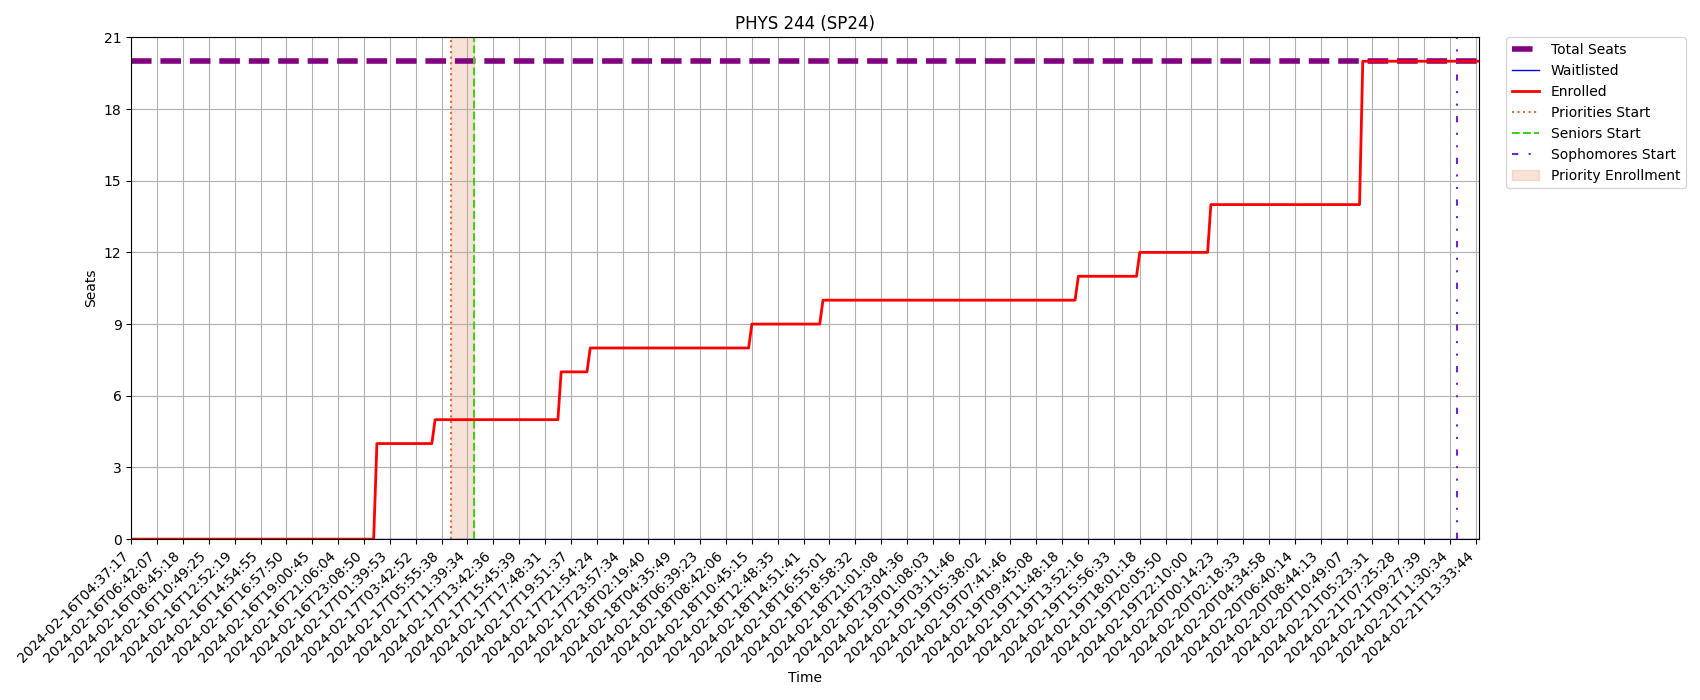 PHYS 244 (SP24)
21
18
15
12
9
6
3
0
Seats
2024-02-16T04:37:17
2024-02-16T06:42:07
2024-02-16T08:45:18
2024-02-16T10:49:25
2024-02-16T12:52:19
2024-02-16T14:54:55
2024-02-16T16:57:50
2024-02-16T19:00:45
2024-02-16T21:06:04
2024-02-16T23:08:50
2024-02-17T01:39:53
2024-02-17T03:42:52
2024-02-17T05:55:38
2024-02-17T11:39:34
2024-02-17T13:42:36
2024-02-17T15:45:39
2024-02-17T17:48:31
2024-02-17T19:51:37
2024-02-17T21:54:24
2024-02-17T23:57:34
2024-02-18T02:19:40
2024-02-18T04:35:49
2024-02-18T06:39:23
2024-02-18T08:42:06
2024-02-18T10:45:15
2024-02-18T12:48:35
2024-02-18T14:51:41
2024-02-18T16:55:01
2024-02-18T18:58:32
2024-02-18T21:01:08
2024-02-18T23:04:36
2024-02-19T01:08:03
2024-02-19T03:11:46
2024-02-19T05:38:02
2024-02-19T07:41:46
2024-02-19T09:45:08
2024-02-19T11:48:18
2024-02-19T13:52:16
2024-02-19T15:56:33
2024-02-19T18:01:18
2024-02-19T20:05:50
2024-02-19T22:10:00
2024-02-20T00:14:23
2024-02-20T02:18:33
2024-02-20T04:34:58
2024-02-20T06:40:14
2024-02-20T08:44:13
2024-02-20T10:49:07
2024-02-21T05:23:31
2024-02-21T07:25:28
2024-02-21T09:27:39
2024-02-21T11:30:34
2024-02-21T13:33:44
Time
Total Seats
Waitlisted
Enrolled
Priorities Start
Seniors Start
Sophomores Start
Priority Enrollment